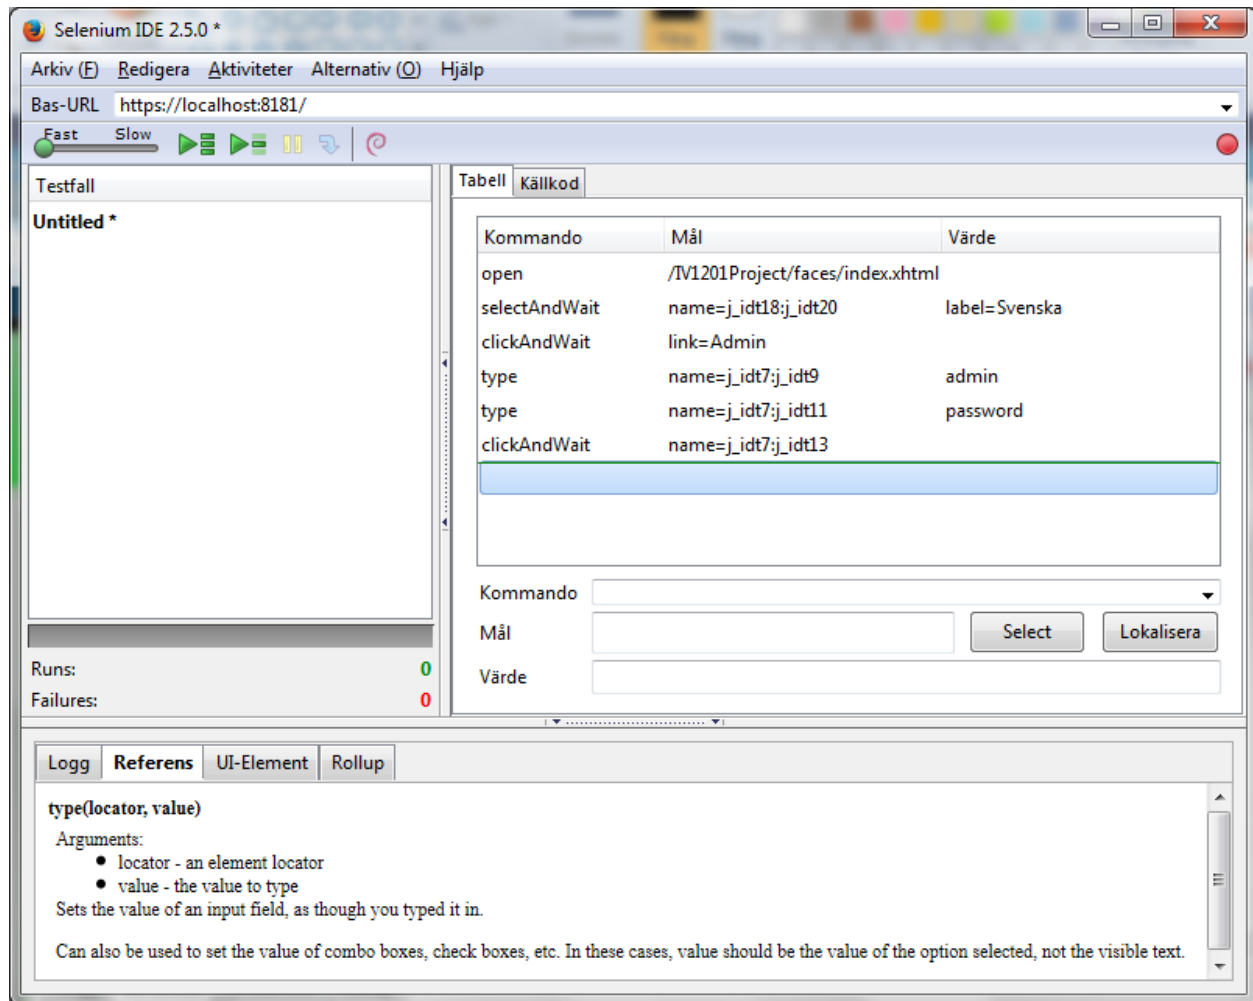 Selenium IDE 2.5.0 *
Arkiv (F) Redigera Aktiviteter Alternativ (O) Hjälp
Bas-URL https://localhost:8181/
Fast Slow
Testfall
Untitled *
Runs: 0
Failures: 0
Tabell Källkod
Kommando Mål Värde
open /IV1201Project/faces/index.xhtml
selectAndWait name=j_idt18:j_idt20 label=Svenska
clickAndWait link=Admin
type name=j_idt7:j_idt9 admin
type name=j_idt7:j_idt11 password
clickAndWait name=j_idt7:j_idt13
Kommando
Mål Select Lokalisera
Värde
Logg Referens UI-Element Rollup
type(locator, value)
Arguments:
locator - an element locator
value - the value to type
Sets the value of an input field, as though you typed it in.
Can also be used to set the value of combo boxes, check boxes, etc. In these cases, value should be the value of the option selected, not the visible text.